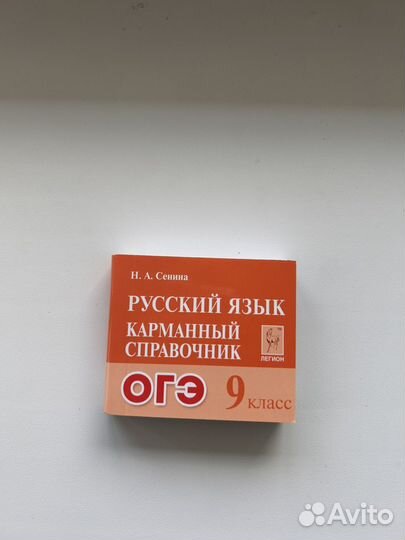 Н. А. Сенина
РУССКИЙ ЯЗЫК
КАРМАННЫЙ
СПРАВОЧНИК
ЛЕГИОН
ОГЭ 9 класс
Avito